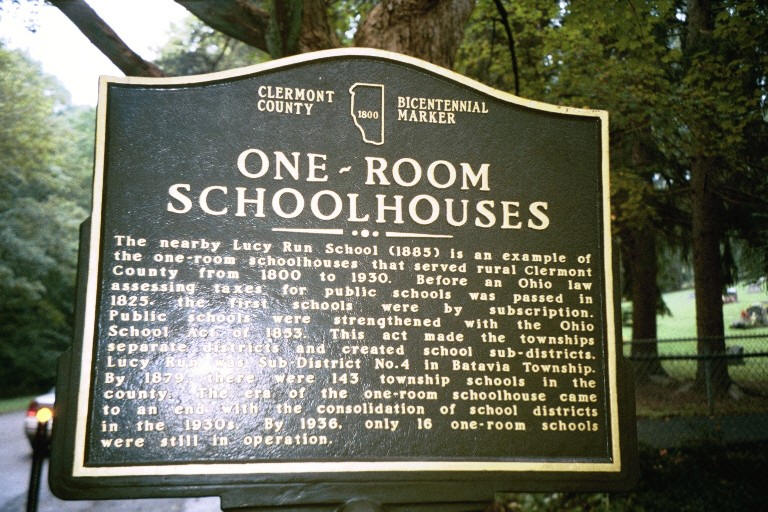 CLERMONT COUNTY
1800
BICENTENNIAL MARKER
ONE~ROOM
SCHOOLHOUSES
The nearby Lucy Run School (1885) is an example of
the one-room schoolhouses that served rural Clermont
County from 1800 to 1930. Before an Ohio law
assessing taxes for public schools was passed in
1825, the first schools were by subscription.
Public schools were strengthened with the Ohio
School Act of 1853. This act made the townships
separate districts and created school sub-districts.
Lucy Run was Sub-District No.4 in Batavia Township.
By 1879, there were 143 township schools in the
county. The era of the one-room schoolhouse came
to an end with the consolidation of school districts
in the 1930s. By 1936, only 16 one-room schools
were still in operation.